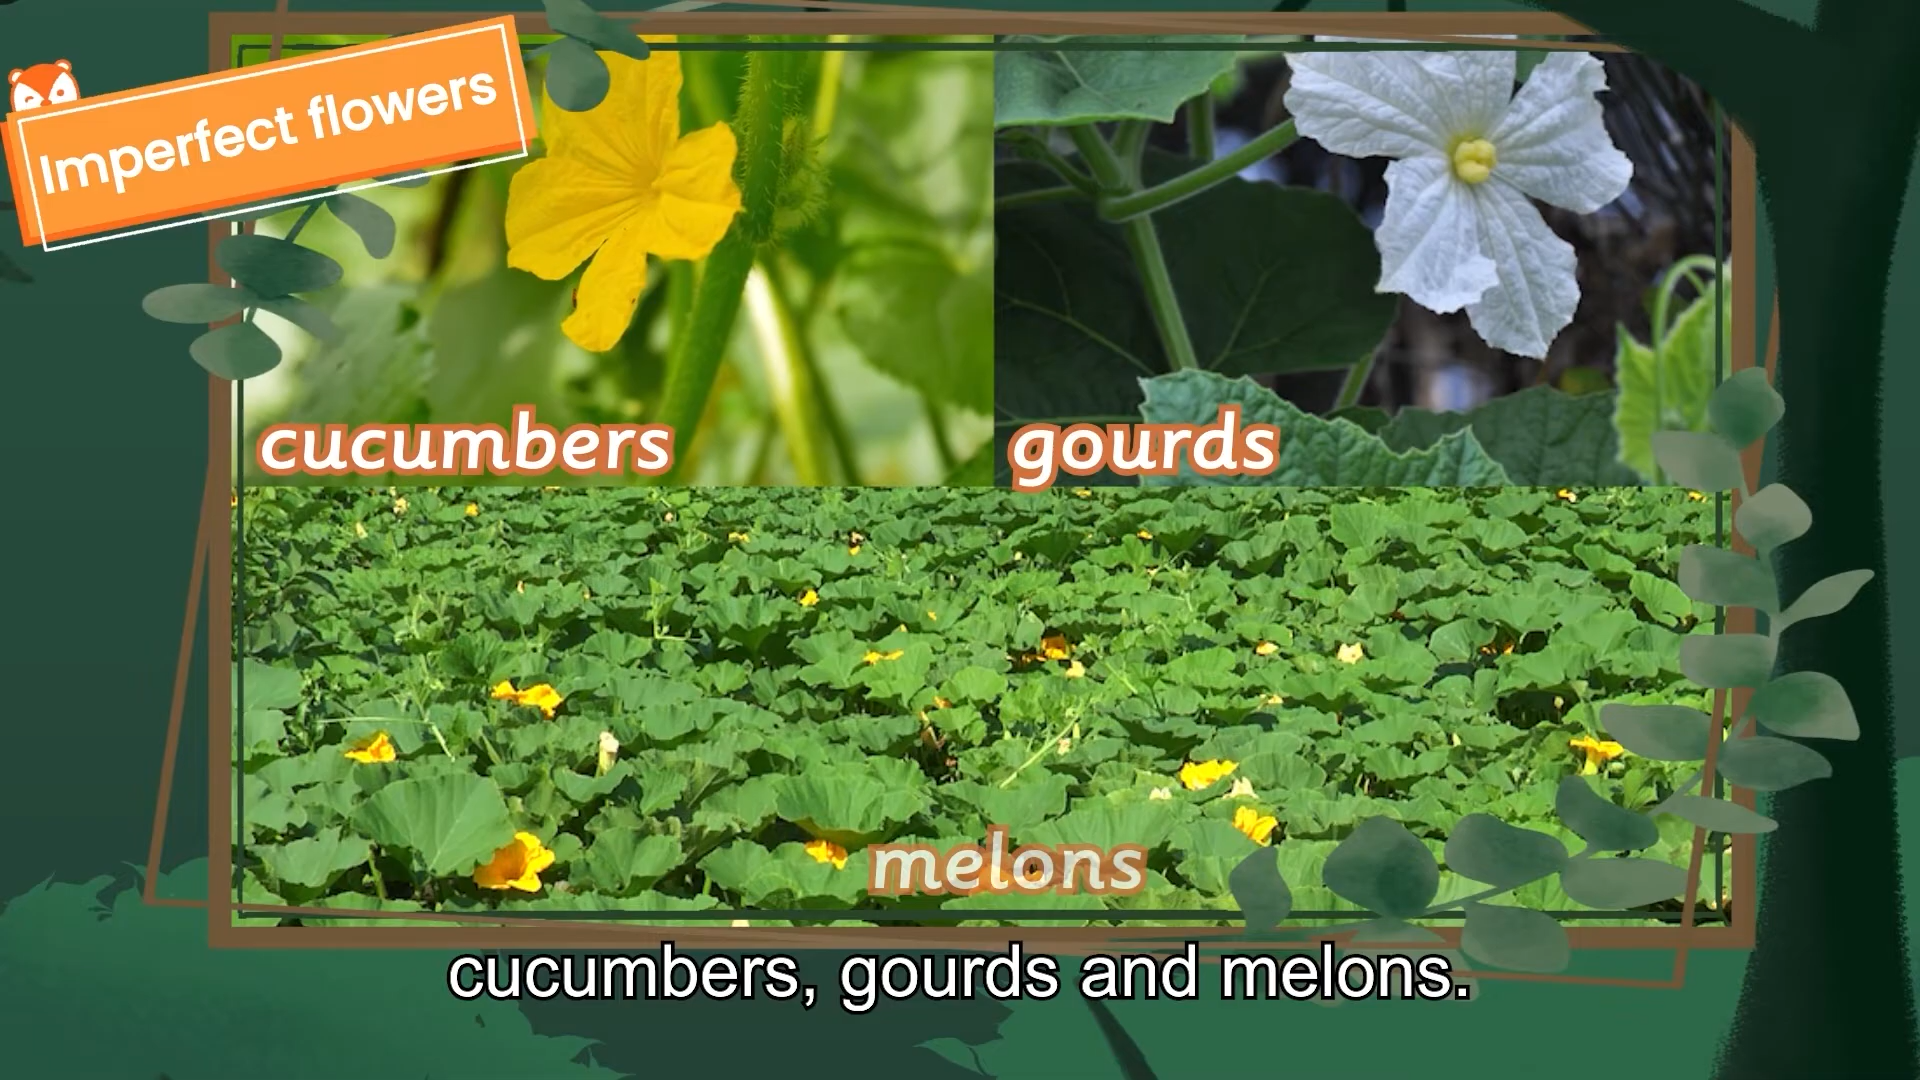 Imperfect flowers
cucumbers
gourds
melons
cucumbers, gourds and melons.